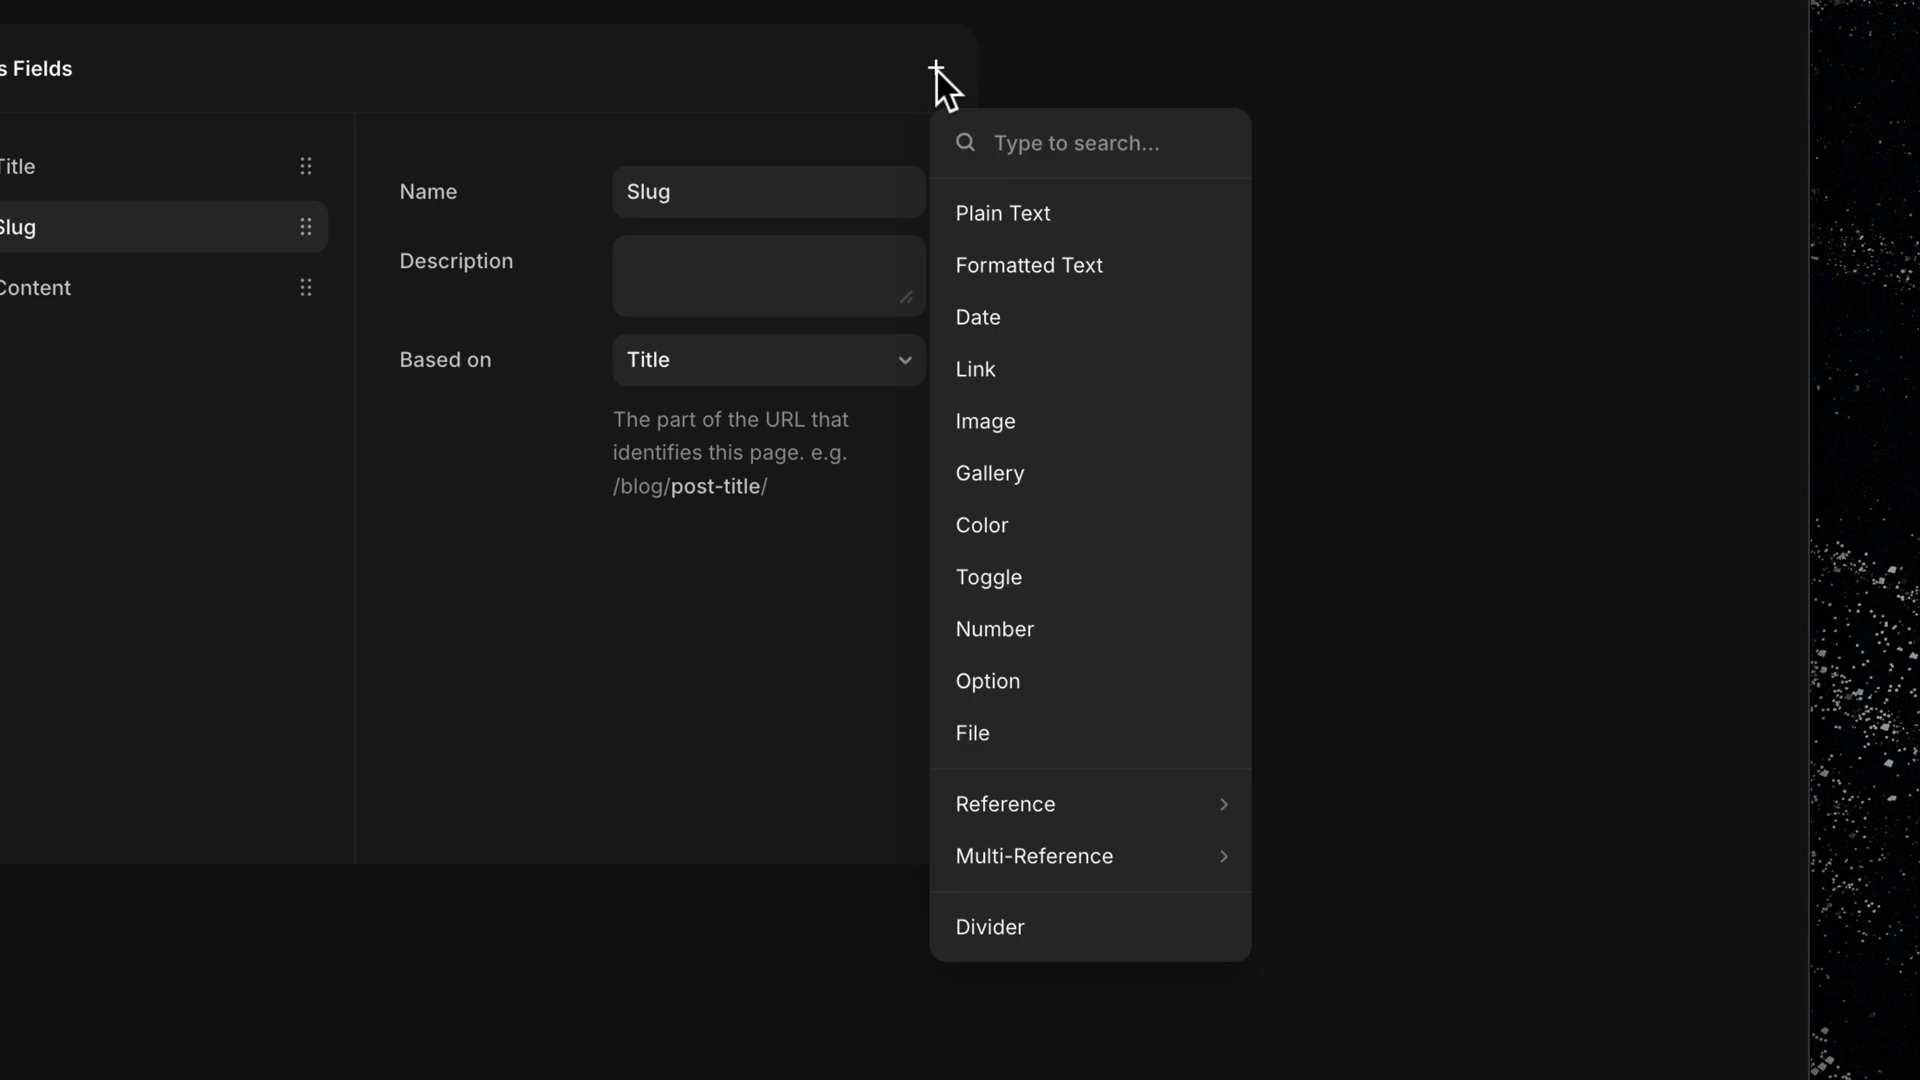 s Fields
Title
Slug
Content
Name
Slug
Description
Based on
Title
The part of the URL that
identifies this page. e.g.
/blog/post-title/
Type to search...
Plain Text
Formatted Text
Date
Link
Image
Gallery
Color
Toggle
Number
Option
File
Reference
Multi-Reference
Divider